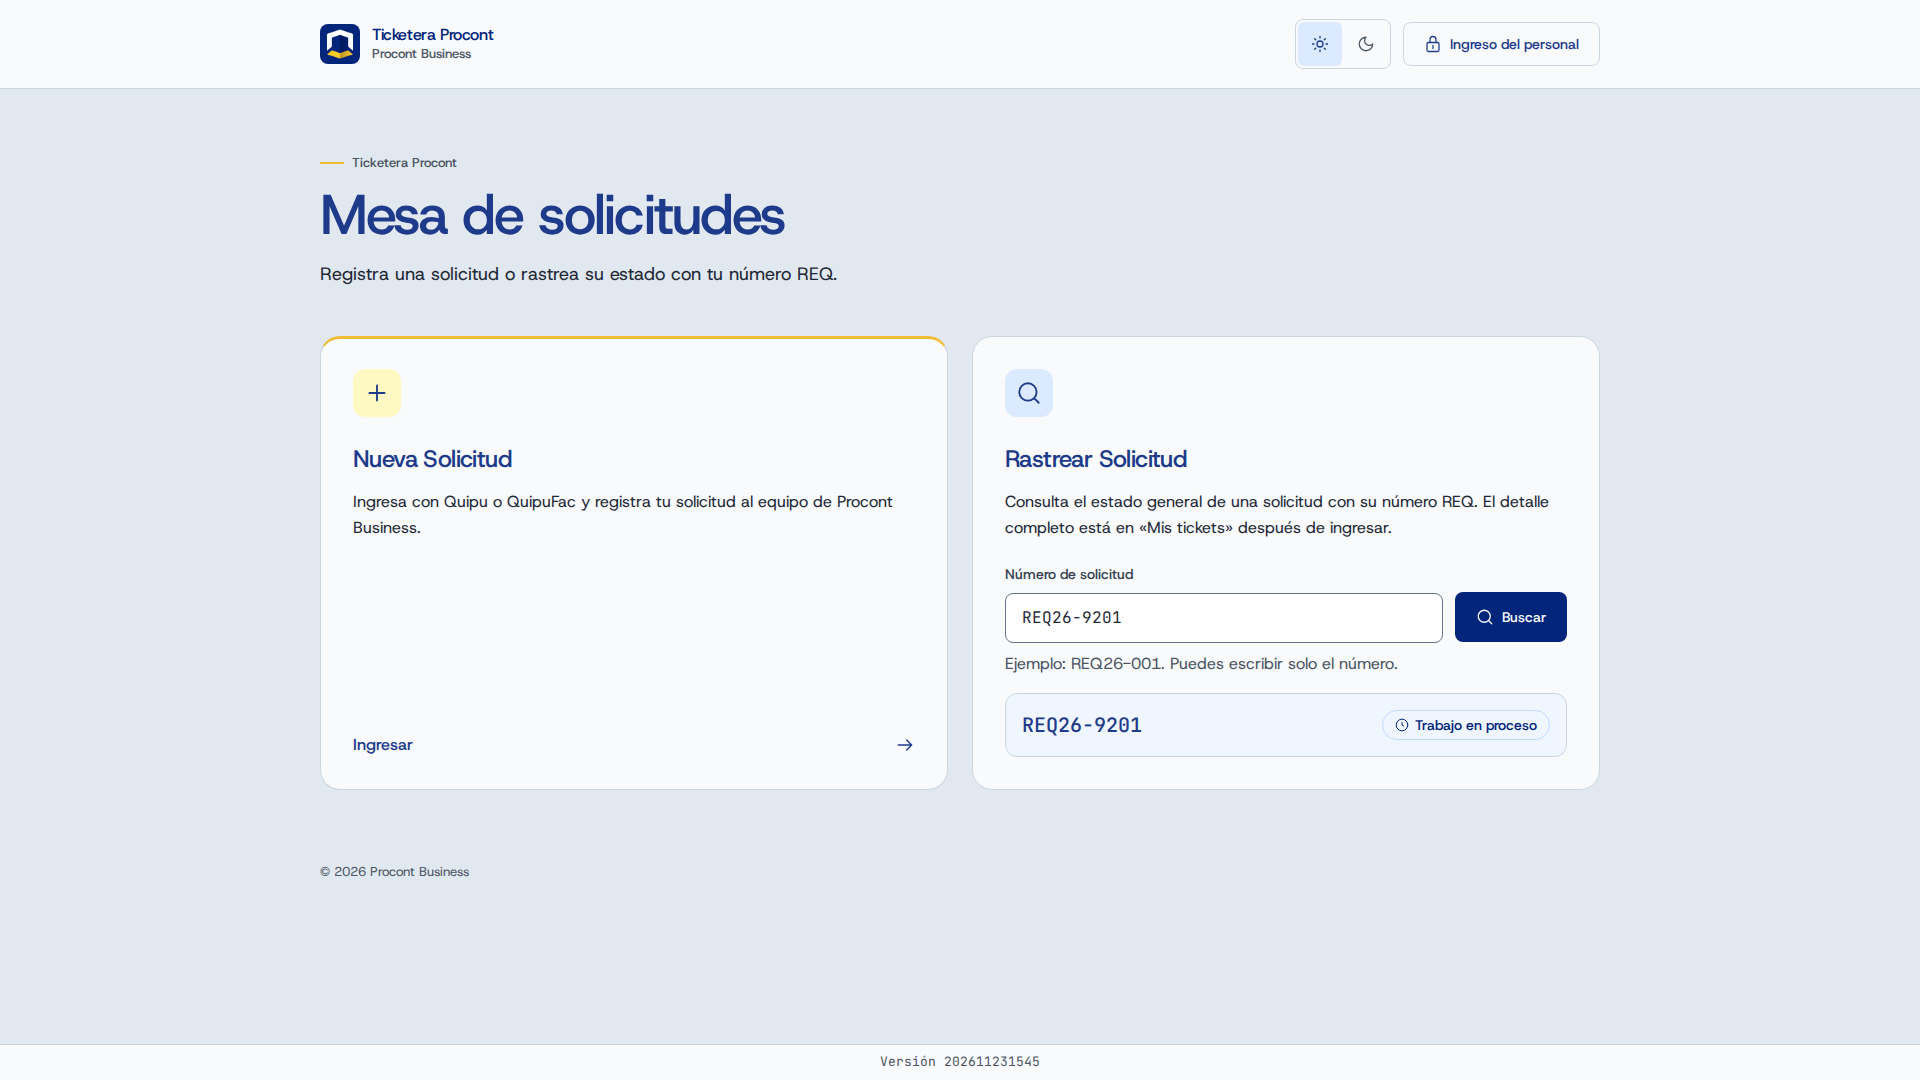 Ticketera Procont
Procont Business
Ingreso del personal
Ticketera Procont
Mesa de solicitudes
Registra una solicitud o rastrea su estado con tu número REQ.
Nueva Solicitud
Ingresa con Quipu o QuipuFac y registra tu solicitud al equipo de Procont
Business.
Ingresar
Rastrear Solicitud
Consulta el estado general de una solicitud con su número REQ. El detalle
completo está en «Mis tickets» después de ingresar.
Número de solicitud
REQ26-9201
Buscar
Ejemplo: REQ26-001. Puedes escribir solo el número.
REQ26-9201
Trabajo en proceso
© 2026 Procont Business
Versión 202611231545